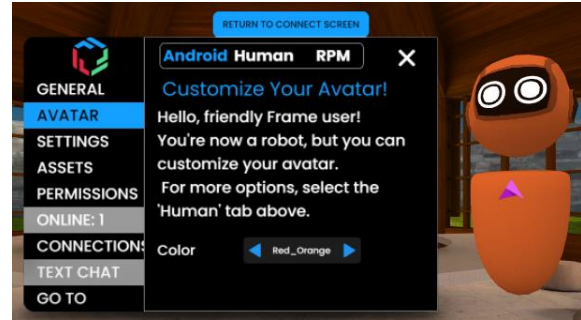 RETURN TO CONNECT SCREEN
Android Human RPM X
GENERAL
AVATAR
SETTINGS
ASSETS
PERMISSIONS
ONLINE: 1
CONNECTIONS
TEXT CHAT
GO TO
Customize Your Avatar!
Hello, friendly Frame user!
You're now a robot, but you can
customize your avatar.
For more options, select the
'Human' tab above.
Color Red_Orange